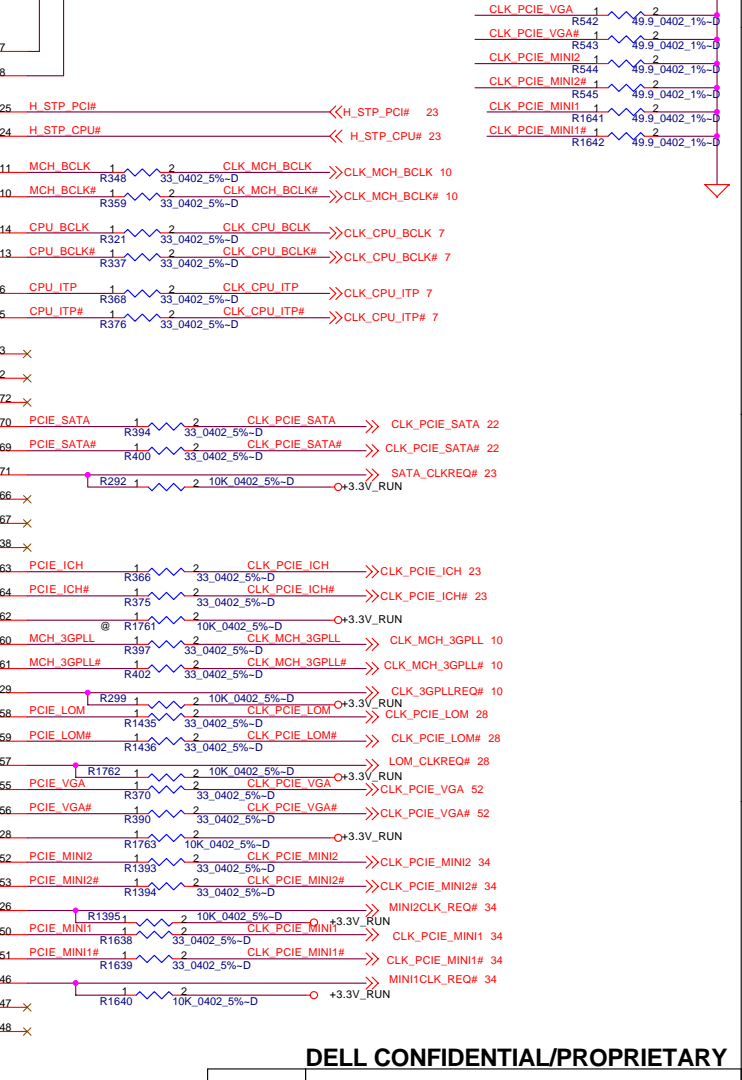 CLK_PCIE_VGA 1 2
R542 49.9_0402_1%~D
CLK_PCIE_VGA# 1 2
R543 49.9_0402_1%~D
7
CLK_PCIE_MINI2 1 2
R544 49.9_0402_1%~D
8
CLK_PCIE_MINI2# 1 2
R545 49.9_0402_1%~D
25 H_STP_PCI# H_STP_PCI# 23
CLK_PCIE_MINI1 1 2
R1641 49.9_0402_1%~D
24 H_STP_CPU# H_STP_CPU# 23
CLK_PCIE_MINI1# 1 2
R1642 49.9_0402_1%~D
11 MCH_BCLK 1 2 CLK_MCH_BCLK CLK_MCH_BCLK 10
R348 33_0402_5%~D
10 MCH_BCLK# 1 2 CLK_MCH_BCLK# CLK_MCH_BCLK# 10
R359 33_0402_5%~D
14 CPU_BCLK 1 2 CLK_CPU_BCLK CLK_CPU_BCLK 7
R321 33_0402_5%~D
13 CPU_BCLK# 1 2 CLK_CPU_BCLK# CLK_CPU_BCLK# 7
R337 33_0402_5%~D
6 CPU_ITP 1 2 CLK_CPU_ITP CLK_CPU_ITP 7
R368 33_0402_5%~D
5 CPU_ITP# 1 2 CLK_CPU_ITP# CLK_CPU_ITP# 7
R376 33_0402_5%~D
3
2
72
70 PCIE_SATA 1 2 CLK_PCIE_SATA CLK_PCIE_SATA 22
R394 33_0402_5%~D
69 PCIE_SATA# 1 2 CLK_PCIE_SATA# CLK_PCIE_SATA# 22
R400 33_0402_5%~D
71 SATA_CLKREQ# 23
R292 1 2 10K_0402_5%~D +3.3V_RUN
66
67
38
63 PCIE_ICH 1 2 CLK_PCIE_ICH CLK_PCIE_ICH 23
R366 33_0402_5%~D
64 PCIE_ICH# 1 2 CLK_PCIE_ICH# CLK_PCIE_ICH# 23
R375 33_0402_5%~D
62 1 2 +3.3V_RUN
@ R1761 10K_0402_5%~D
60 MCH_3GPLL 1 2 CLK_MCH_3GPLL CLK_MCH_3GPLL 10
R397 33_0402_5%~D
61 MCH_3GPLL# 1 2 CLK_MCH_3GPLL# CLK_MCH_3GPLL# 10
R402 33_0402_5%~D
29 CLK_3GPLLREQ# 10
R299 1 2 10K_0402_5%~D +3.3V_RUN
58 PCIE_LOM 1 2 CLK_PCIE_LOM CLK_PCIE_LOM 28
R1435 33_0402_5%~D
59 PCIE_LOM# 1 2 CLK_PCIE_LOM# CLK_PCIE_LOM# 28
R1436 33_0402_5%~D
57 LOM_CLKREQ# 28
R1762 1 2 10K_0402_5%~D +3.3V_RUN
55 PCIE_VGA 1 2 CLK_PCIE_VGA CLK_PCIE_VGA 52
R370 33_0402_5%~D
56 PCIE_VGA# 1 2 CLK_PCIE_VGA# CLK_PCIE_VGA# 52
R390 33_0402_5%~D
28 1 2 +3.3V_RUN
R1763 10K_0402_5%~D
52 PCIE_MINI2 1 2 CLK_PCIE_MINI2 CLK_PCIE_MINI2 34
R1393 33_0402_5%~D
53 PCIE_MINI2# 1 2 CLK_PCIE_MINI2# CLK_PCIE_MINI2# 34
R1394 33_0402_5%~D
26 MINI2CLK_REQ# 34
R1395 1 2 10K_0402_5%~D +3.3V_RUN
50 PCIE_MINI1 1 2 CLK_PCIE_MINI1 CLK_PCIE_MINI1 34
R1638 33_0402_5%~D
51 PCIE_MINI1# 1 2 CLK_PCIE_MINI1# CLK_PCIE_MINI1# 34
R1639 33_0402_5%~D
46 MINI1CLK_REQ# 34
1 2 +3.3V_RUN
R1640 10K_0402_5%~D
47
48
DELL CONFIDENTIAL/PROPRIETARY